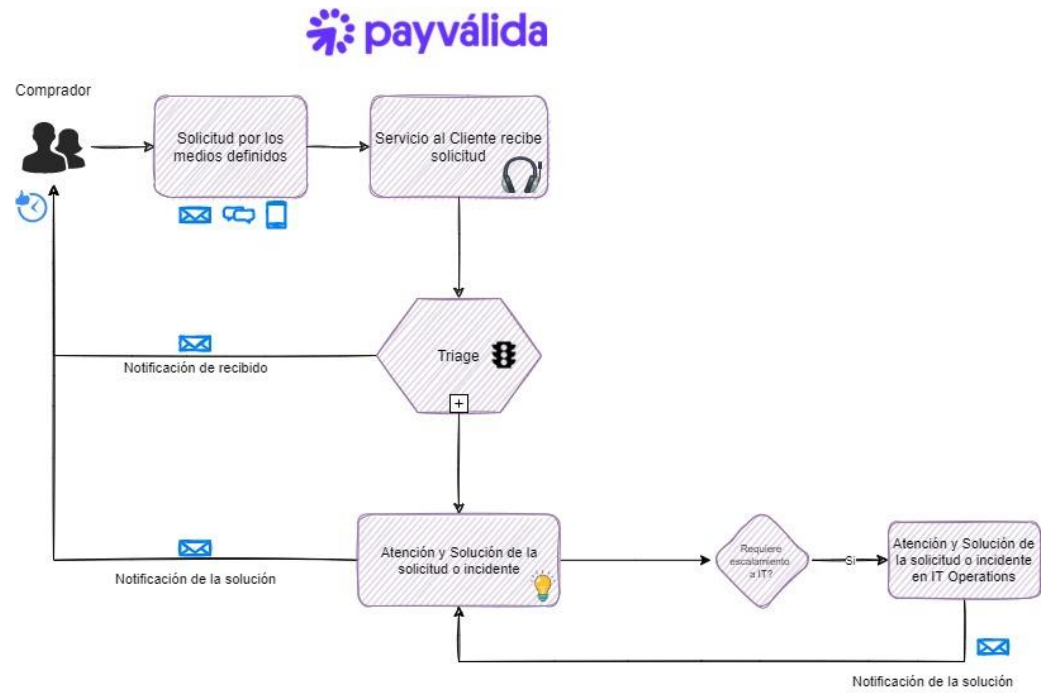 payválida
Comprador
Solicitud por los
medios definidos
Servicio al Cliente recibe
solicitud
Triage
+
Notificación de recibido
Atención y Solución de la
solicitud o incidente
Notificación de la solución
Requiere
escalamiento
a IT?
Si
Atención y Solución de
la solicitud o incidente
en IT Operations
Notificación de la solución